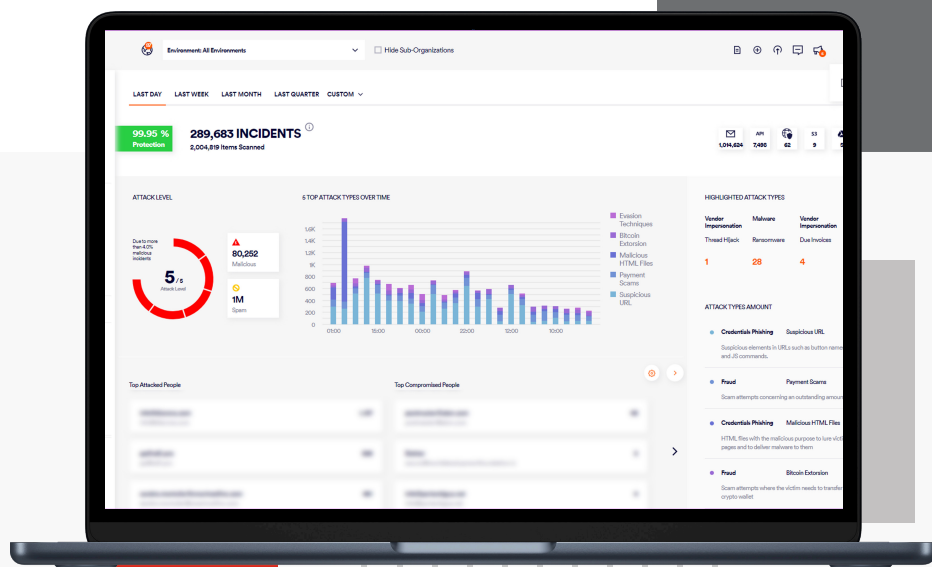 Environment: All Environments
Hide Sub-Organizations
LAST DAY
LAST WEEK
LAST MONTH
LAST QUARTER
CUSTOM
99.95 %
Protection
289,683 INCIDENTS
2,004,819 Items Scanned
1,014,624
API
7,496
62
S3
9
ATTACK LEVEL
Due to more
than 4.0%
malicious
incidents
5 / 5
Attack Level
80,252
Malicious
1M
Spam
5 TOP ATTACK TYPES OVER TIME
1.6K
1.4K
1.2K
1K
800
600
400
200
0
01:00
15:00
00:00
22:00
12:00
10:00
Evasion
Techniques
Bitcoin
Extorsion
Malicious
HTML Files
Payment
Scams
Suspicious
URL
HIGHLIGHTED ATTACK TYPES
Vendor
Impersonation
Thread Hijack
1
Malware
Ransomware
28
Vendor
Impersonation
Due Invoices
4
ATTACK TYPES AMOUNT
Credentials Phishing
Suspicious URL
Suspicious elements in URLs such as button name
and JS commands.
Fraud
Payment Scams
Scam attempts concerning an outstanding amoun
Credentials Phishing
Malicious HTML Files
HTML files with the malicious purpose to lure victi
pages and to deliver malware to them
Fraud
Bitcoin Extorsion
Scam attempts where the victim needs to transfer
crypto wallet
Top Attacked People
Top Compromised People